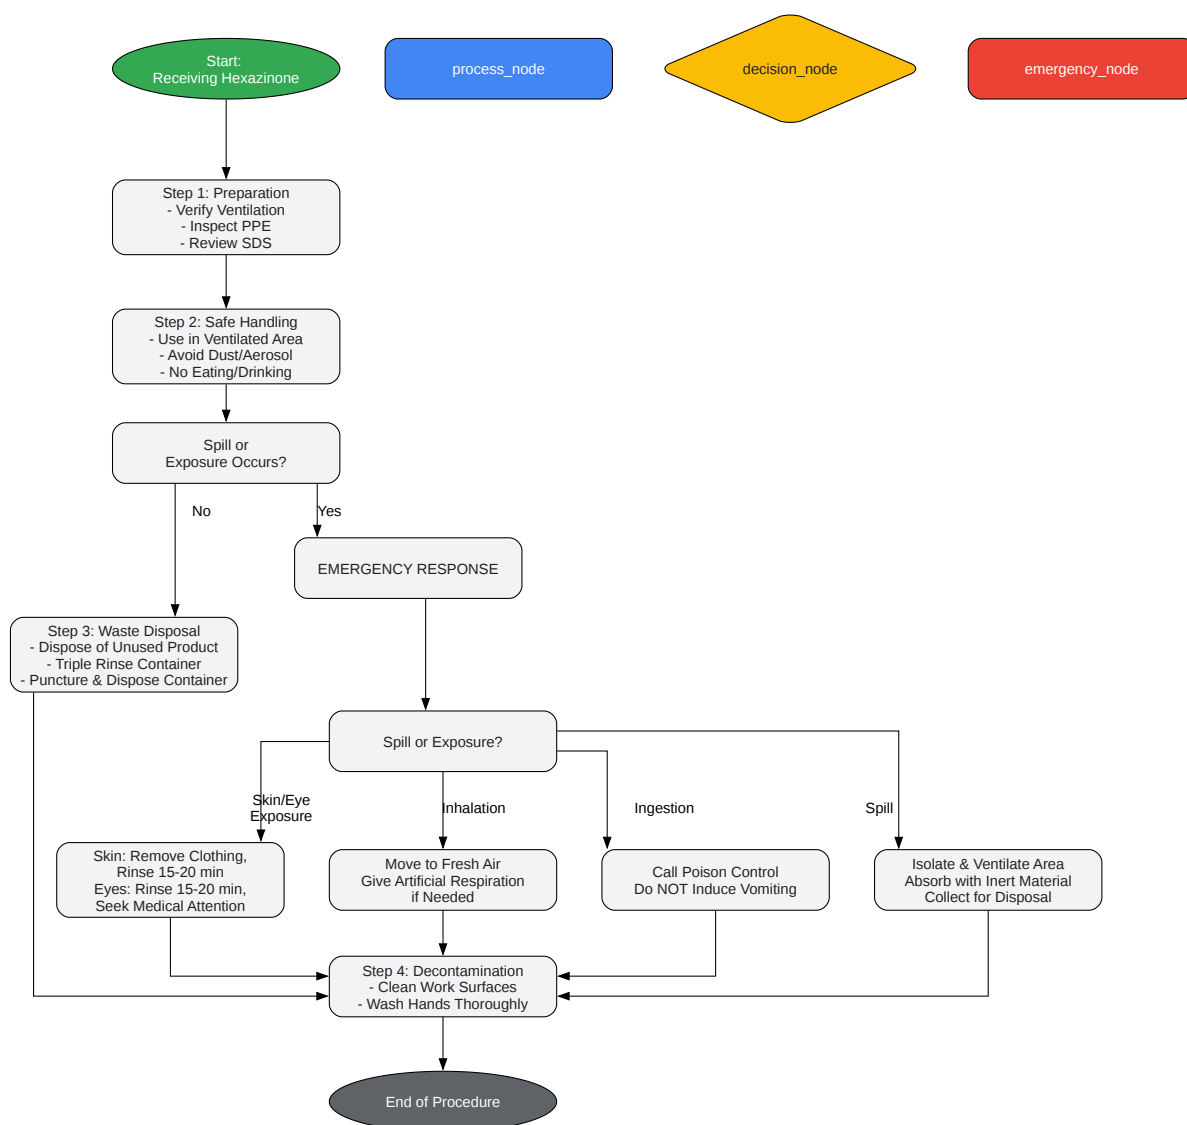 Start:
Receiving Hexazinone
process_node
decision_node
emergency_node
Step 1: Preparation
- Verify Ventilation
- Inspect PPE
- Review SDS
Step 2: Safe Handling
- Use in Ventilated Area
- Avoid Dust/Aerosol
- No Eating/Drinking
Spill or
Exposure Occurs?
No
Yes
EMERGENCY RESPONSE
Step 3: Waste Disposal
- Dispose of Unused Product
- Triple Rinse Container
- Puncture & Dispose Container
Spill or Exposure?
Skin/Eye
Exposure
Inhalation
Ingestion
Spill
Skin: Remove Clothing,
Rinse 15-20 min
Eyes: Rinse 15-20 min,
Seek Medical Attention
Move to Fresh Air
Give Artificial Respiration
if Needed
Call Poison Control
Do NOT Induce Vomiting
Isolate & Ventilate Area
Absorb with Inert Material
Collect for Disposal
Step 4: Decontamination
- Clean Work Surfaces
- Wash Hands Thoroughly
End of Procedure